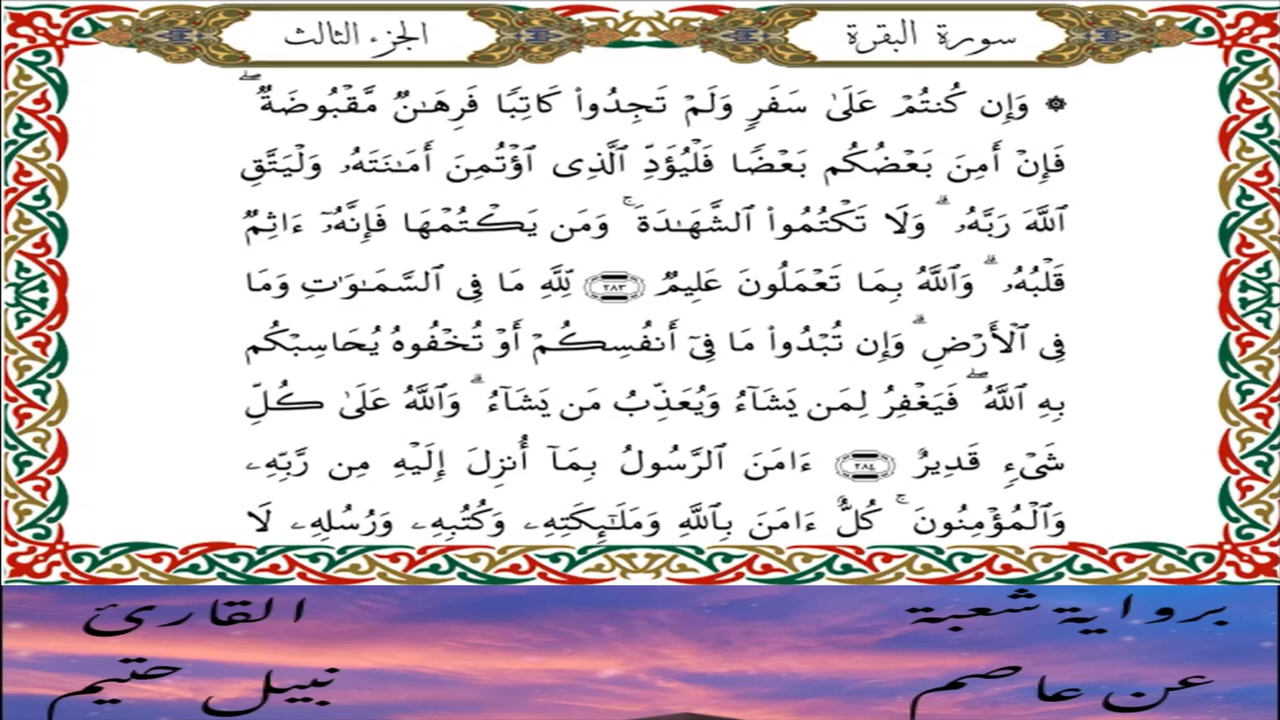 سورة البقرة
الجزء الثالث
۞ وَإِن كُنتُمْ عَلَىٰ سَفَرٍ وَلَمْ تَجِدُوا۟ كَاتِبًا فَرِهَـٰنٌ مَّقْبُوضَةٌ ۖ
فَإِنْ أَمِنَ بَعْضُكُم بَعْضًا فَلْيُؤَدِّ ٱلَّذِى ٱؤْتُمِنَ أَمَـٰنَتَهُۥ وَلْيَتَّقِ
ٱللَّهَ رَبَّهُۥ ۗ وَلَا تَكْتُمُوا۟ ٱلشَّهَـٰدَةَ ۚ وَمَن يَكْتُمْهَا فَإِنَّهُۥٓ ءَاثِمٌ
قَلْبُهُۥ ۗ وَٱللَّهُ بِمَا تَعْمَلُونَ عَلِيمٌ ٢٨٣ لِّلَّهِ مَا فِى ٱلسَّمَـٰوَٰتِ وَمَا
فِى ٱلْأَرْضِ ۗ وَإِن تُبْدُوا۟ مَا فِىٓ أَنفُسِكُمْ أَوْ تُخْفُوهُ يُحَاسِبْكُم
بِهِ ٱللَّهُ ۖ فَيَغْفِرُ لِمَن يَشَآءُ وَيُعَذِّبُ مَن يَشَآءُ ۗ وَٱللَّهُ عَلَىٰ كُلِّ
شَىْءٍ قَدِيرٌ ٢٨٤ ءَامَنَ ٱلرَّسُولُ بِمَآ أُنزِلَ إِلَيْهِ مِن رَّبِّهِۦ
وَٱلْمُؤْمِنُونَ ۚ كُلٌّ ءَامَنَ بِٱللَّهِ وَمَلَـٰٓئِكَتِهِۦ وَكُتُبِهِۦ وَرُسُلِهِۦ لَا
برواية شعبة
عن عاصم
القارئ
نبيل حتيم